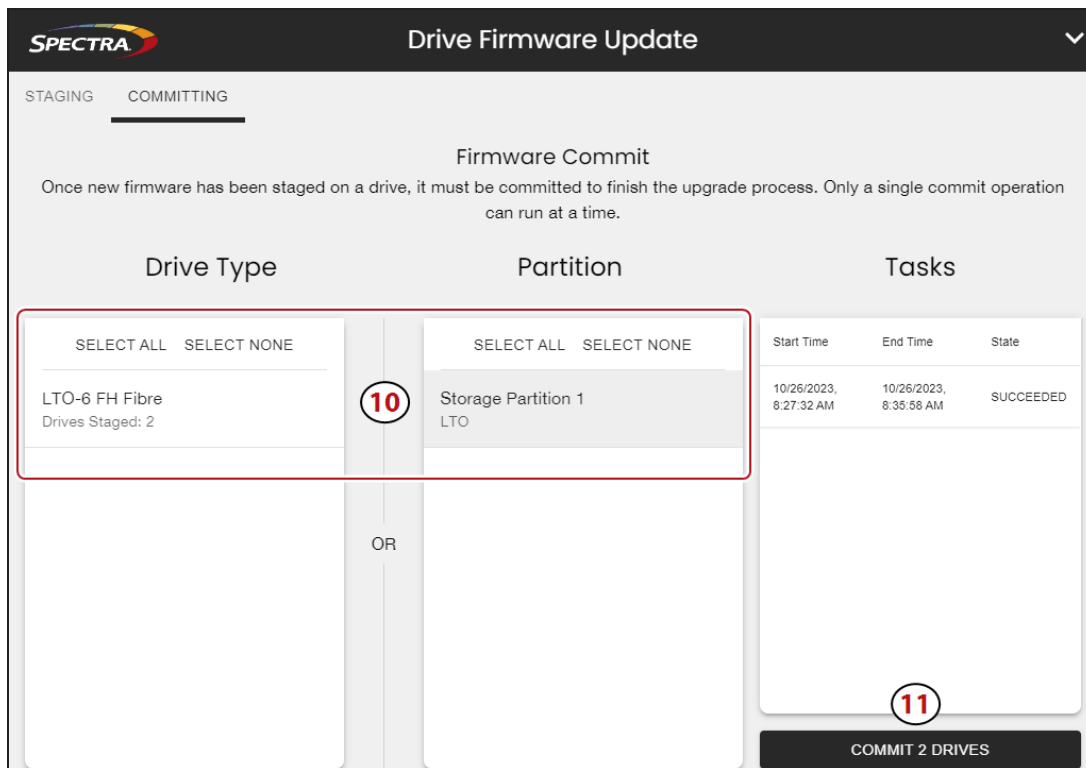 SPECTRA
Drive Firmware Update
STAGING COMMITTING
Firmware Commit
Once new firmware has been staged on a drive, it must be committed to finish the upgrade process. Only a single commit operation
can run at a time.
Drive Type
Partition
Tasks
SELECT ALL SELECT NONE
LTO-6 FH Fibre
Drives Staged: 2
10
OR
SELECT ALL SELECT NONE
Storage Partition 1
LTO
Start Time End Time State
10/26/2023, 10/26/2023, SUCCEEDED
8:27:32 AM 8:35:58 AM
11
COMMIT 2 DRIVES